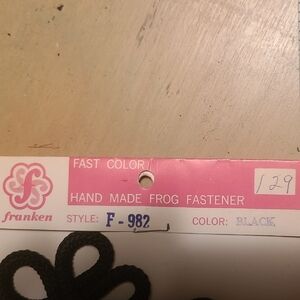 FAST COLOR
129
HAND MADE FROG FASTENER
franken
STYLE: F - 982 COLOR: BLACK